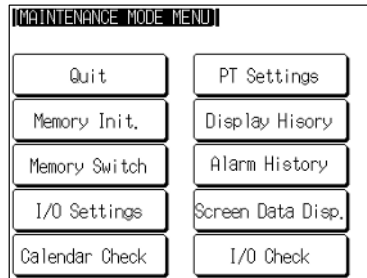 [MAINTENANCE MODE MENU]
Quit
PT Settings
Memory Init.
Display Hisory
Memory Switch
Alarm History
I/O Settings
Screen Data Disp.
Calendar Check
I/O Check